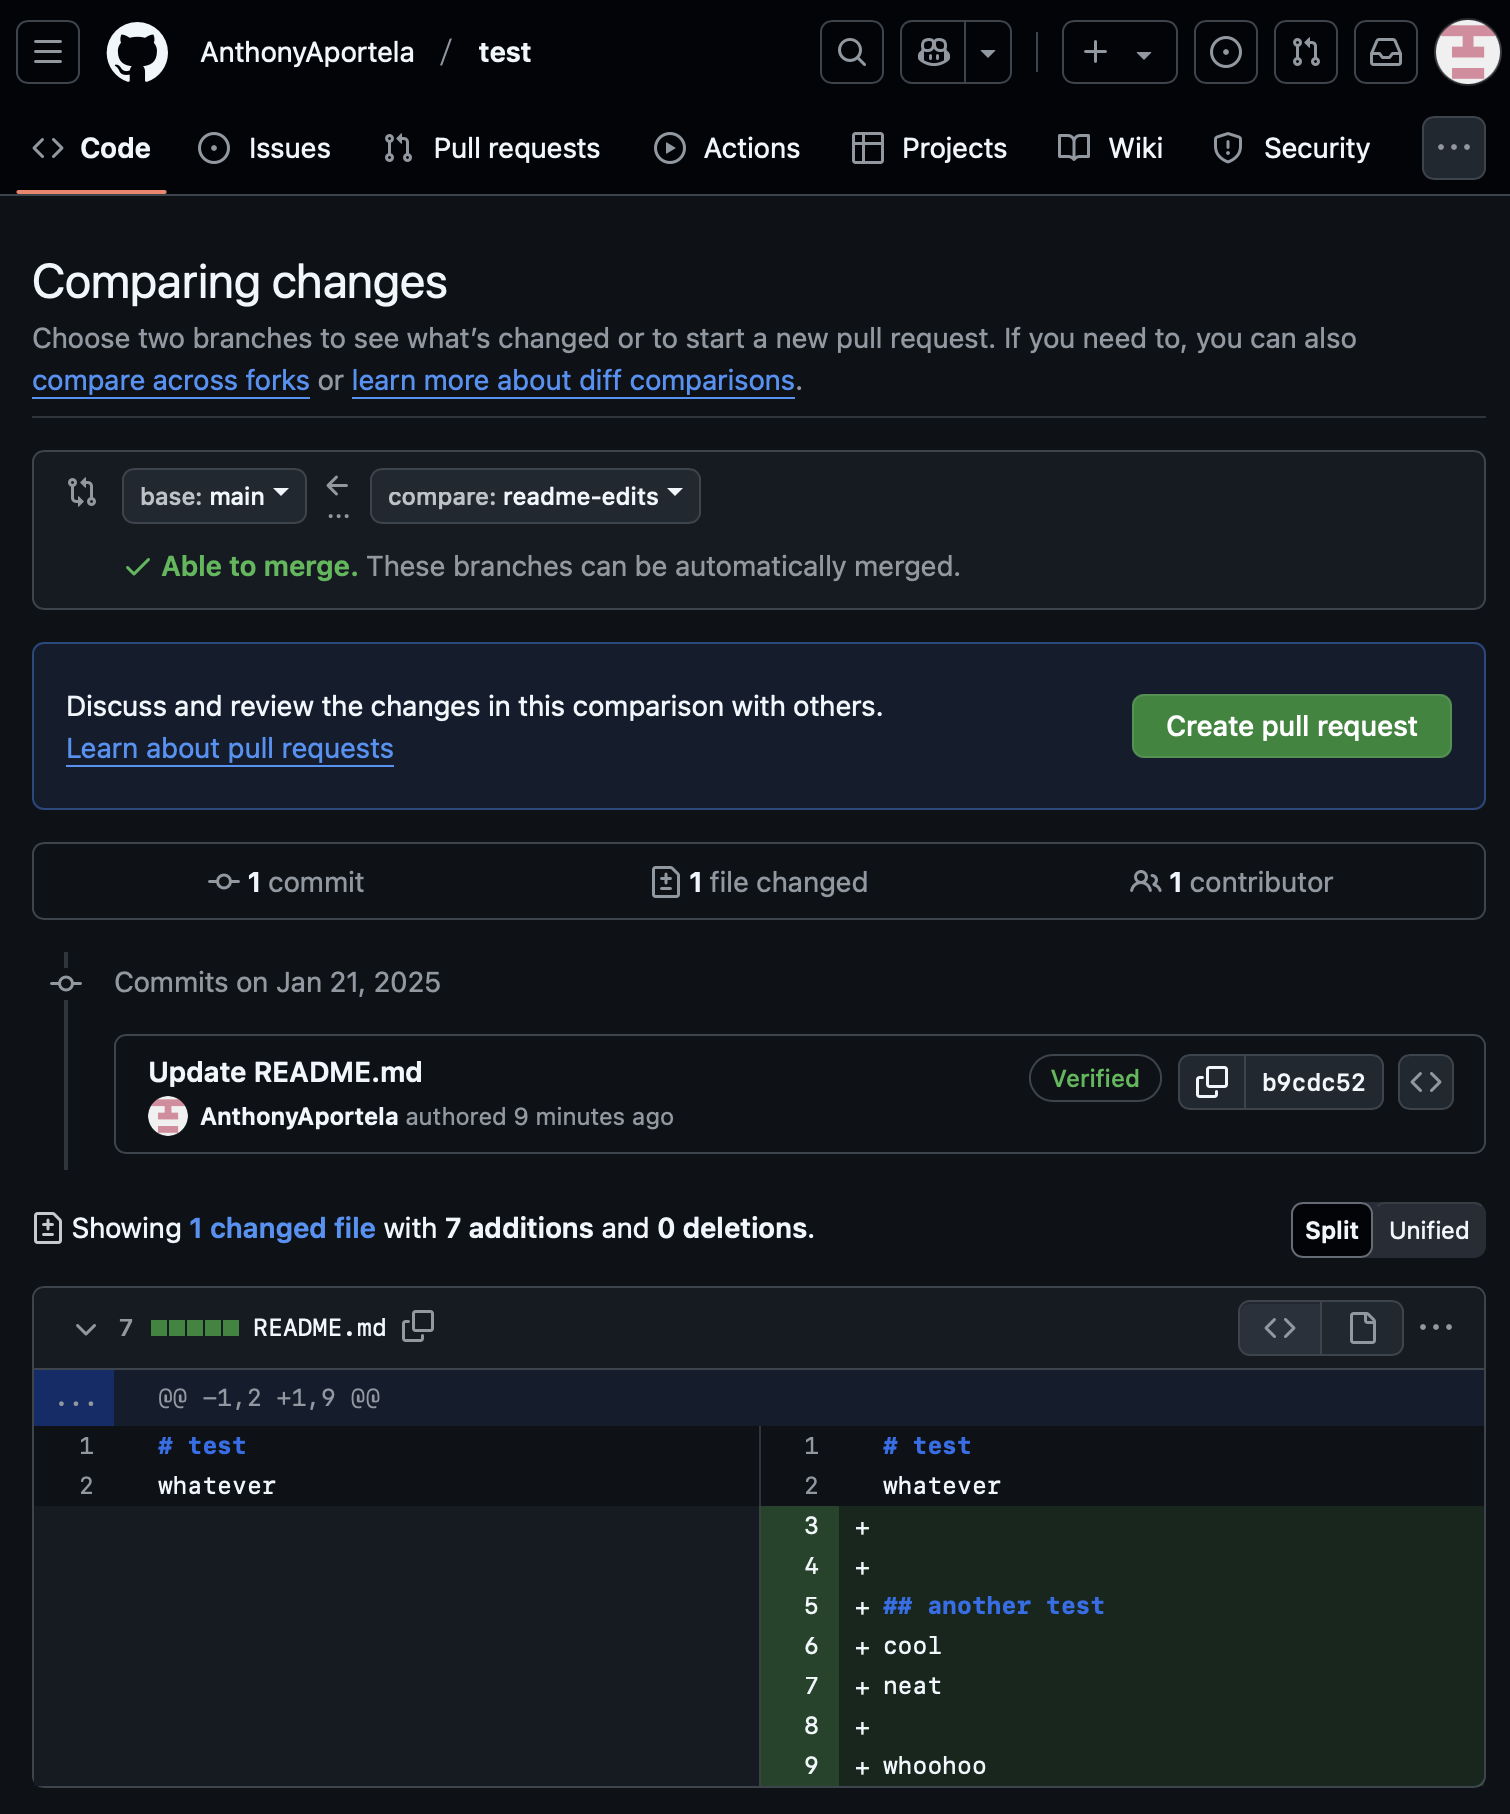 AnthonyAportela / test
Code Issues Pull requests Actions Projects Wiki Security
Comparing changes
Choose two branches to see what’s changed or to start a new pull request. If you need to, you can also
compare across forks or learn more about diff comparisons.
base: main compare: readme-edits
...
Able to merge. These branches can be automatically merged.
Discuss and review the changes in this comparison with others.
Learn about pull requests
Create pull request
1 commit 1 file changed 1 contributor
Commits on Jan 21, 2025
Update README.md
AnthonyAportela authored 9 minutes ago
Verified b9cdc52
Showing 1 changed file with 7 additions and 0 deletions.
Split Unified
7 README.md
... @@ -1,2 +1,9 @@
1 # test 1 # test
2 whatever 2 whatever
3 +
4 +
5 + ## another test
6 + cool
7 + neat
8 +
9 + whoohoo